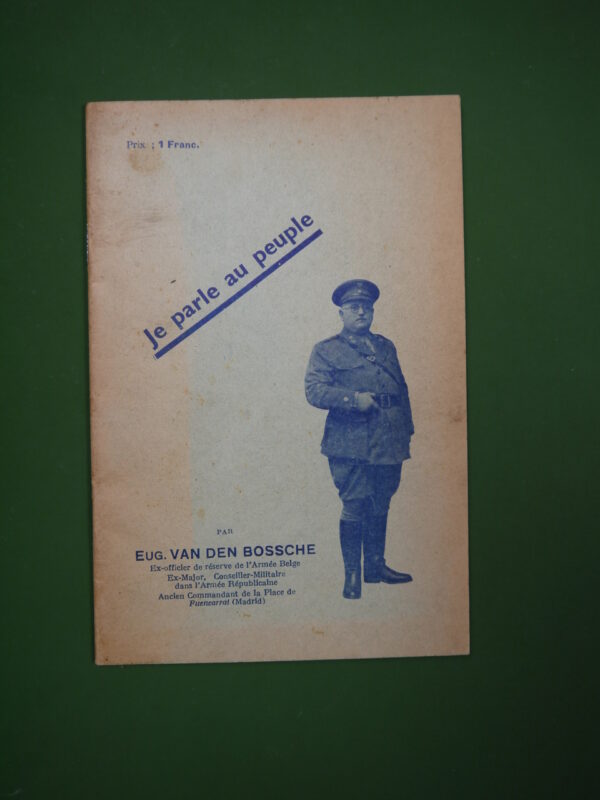 Prix : 1 Franc.
Je parle au peuple
PAR
EUG. VAN DEN BOSSCHE
Ex-officier de réserve de l'Armée Belge
Ex-Major, Conseiller-Militaire
dans l'Armée Républicaine
Ancien Commandant de la Place de
Fuencarral (Madrid)